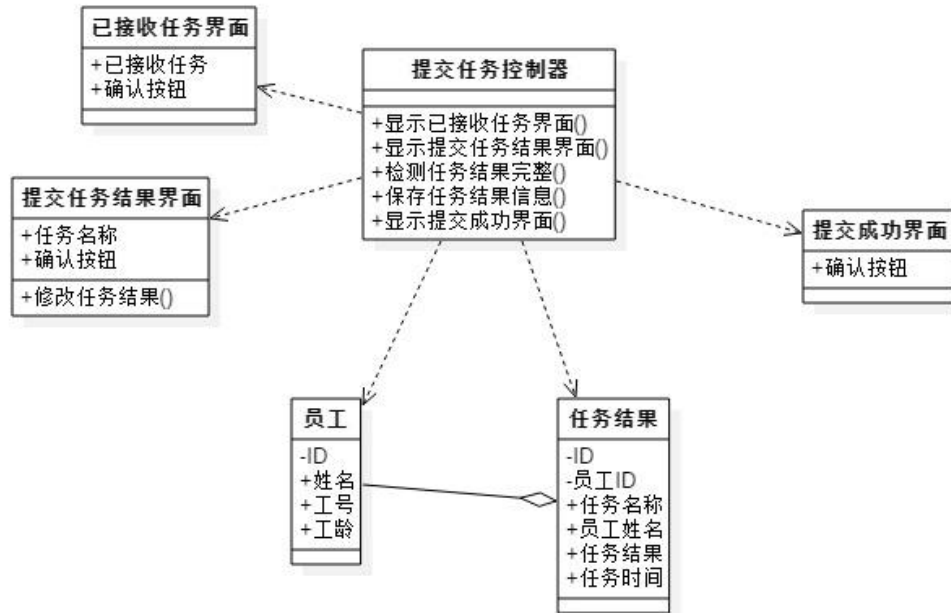 已接收任务界面
+已接收任务
+确认按钮
提交任务控制器
+显示已接收任务界面()
+显示提交任务结果界面()
+检测任务结果完整()
+保存任务结果信息()
+显示提交成功界面()
提交任务结果界面
+任务名称
+确认按钮
+修改任务结果()
提交成功界面
+确认按钮
员工
-ID
+姓名
+工号
+工龄
任务结果
-ID
-员工ID
+任务名称
+员工姓名
+任务结果
+任务时间